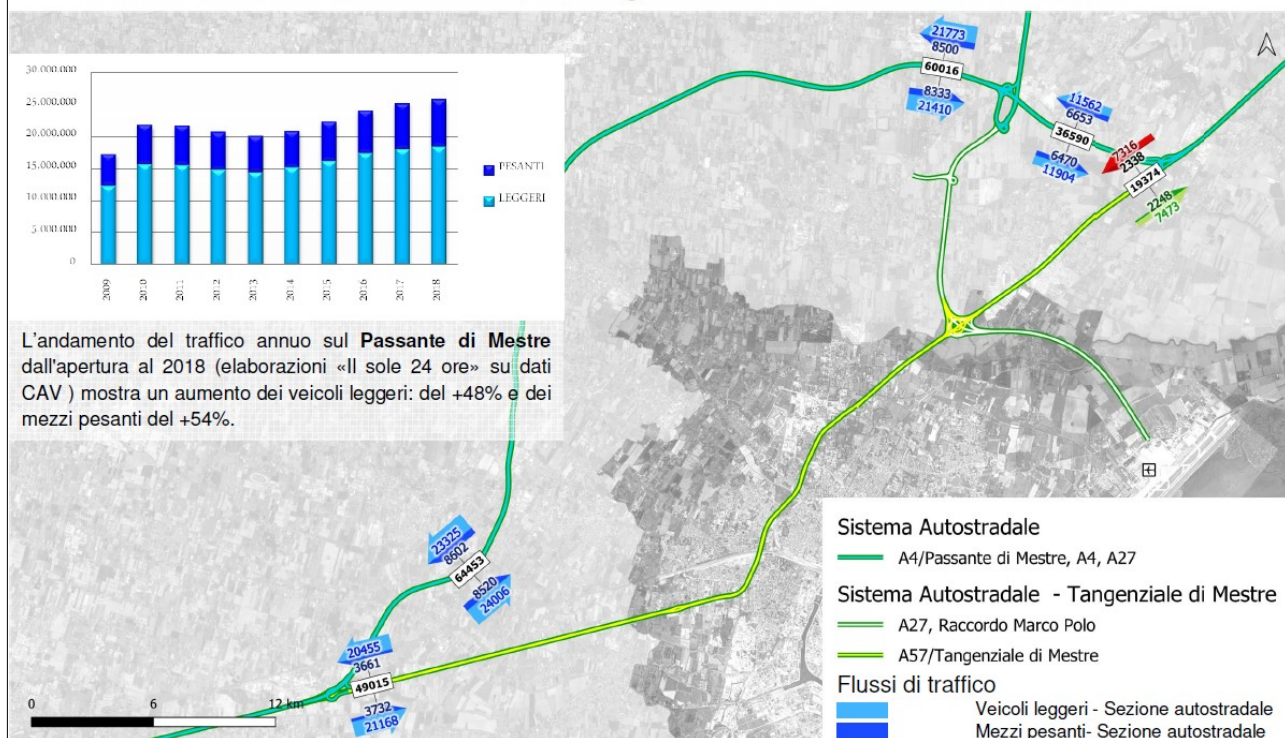 30.000.000
25.000.000
20.000.000
15.000.000
10.000.000
5.000.000
0
2009
2010
2011
2012
2013
2014
2015
2016
2017
2018
PESANTI
LEGGERI
L'andamento del traffico annuo sul Passante di Mestre
dall'apertura al 2018 (elaborazioni «Il sole 24 ore» su dati
CAV ) mostra un aumento dei veicoli leggeri: del +48% e dei
mezzi pesanti del +54%.
21773
8500
60016
8333
21410
11562
6653
36590
6470
11904
7316
2338
19374
2248
7473
23325
8602
64453
8520
24006
20455
3661
49015
3732
21168
0 6 12 km
Sistema Autostradale
A4/Passante di Mestre, A4, A27
Sistema Autostradale - Tangenziale di Mestre
A27, Raccordo Marco Polo
A57/Tangenziale di Mestre
Flussi di traffico
Veicoli leggeri - Sezione autostradale
Mezzi pesanti- Sezione autostradale